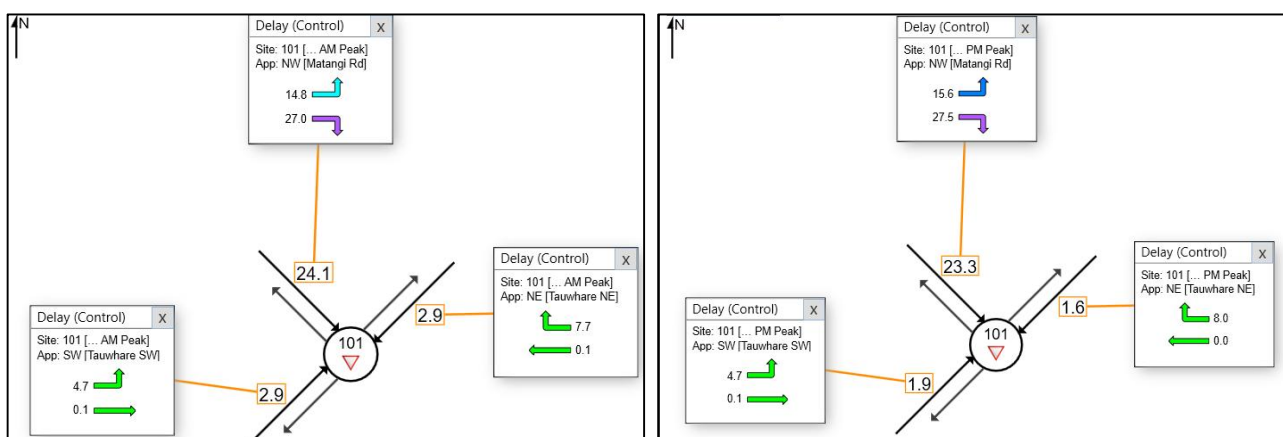 N
Delay (Control) X
Site: 101 [... AM Peak]
App: NW [Matangi Rd]
14.8
27.0
24.1
Delay (Control) X
Site: 101 [... AM Peak]
App: NE [Tauwhare NE]
7.7
0.1
2.9
101
Delay (Control) X
Site: 101 [... AM Peak]
App: SW [Tauwhare SW]
4.7
0.1
2.9
N
Delay (Control) X
Site: 101 [... PM Peak]
App: NW [Matangi Rd]
15.6
27.5
23.3
Delay (Control) X
Site: 101 [... PM Peak]
App: NE [Tauwhare NE]
8.0
0.0
1.6
101
Delay (Control) X
Site: 101 [... PM Peak]
App: SW [Tauwhare SW]
4.7
0.1
1.9